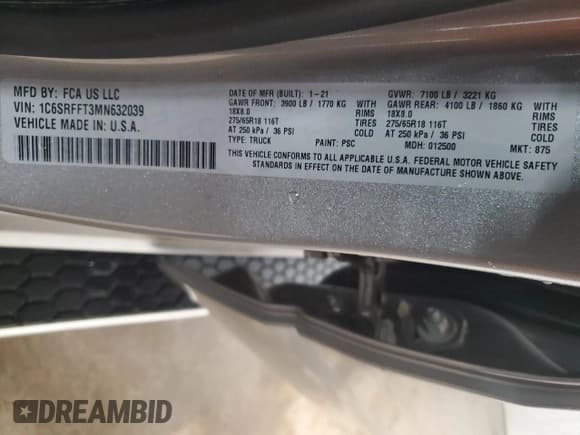 MFD BY: FCA US LLC
VIN: 1C6SRFFT3MN632039
VEHICLE MADE IN: U.S.A.
DATE OF MFR (BUILT): 1-21
GAWR FRONT: 3900 LB / 1770 KG WITH
18X8.0 RIMS
275/65R18 116T TIRES
AT 250 kPa / 36 PSI
TYPE: TRUCK PAINT: PSC
GVWR: 7100 LB / 3221 KG
GAWR REAR: 4100 LB / 1860 KG WITH
18X8.0 RIMS
275/65R18 116T TIRES
AT 250 kPa / 36 PSI
MDH: 012500 MKT: 875
THIS VEHICLE CONFORMS TO ALL APPLICABLE U.S.A. FEDERAL MOTOR VEHICLE SAFETY
STANDARDS IN EFFECT ON THE DATE OF MANUFACTURE SHOWN ABOVE.
DREAMBID